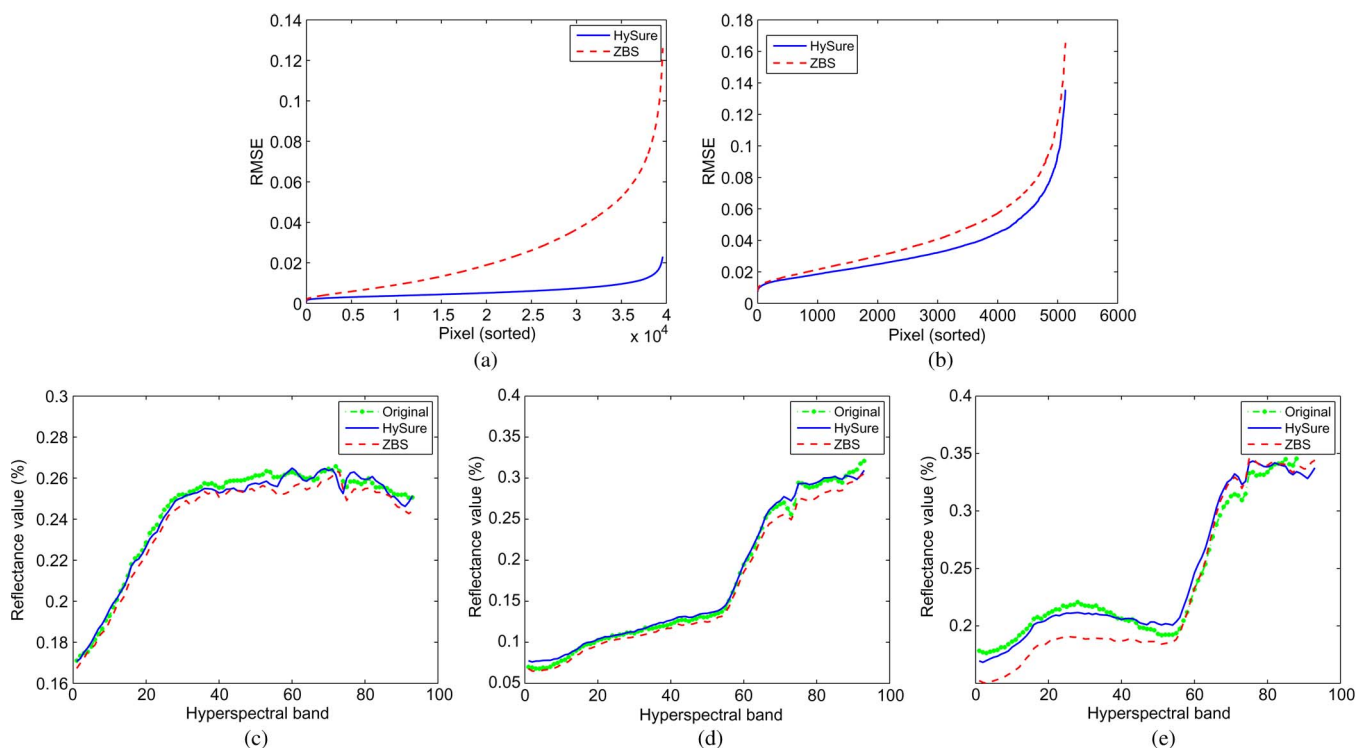 0.14
0.12
0.1
0.08
0.06
0.04
0.02
0
RMSE
HySure
ZBS
0 0.5 1 1.5 2 2.5 3 3.5 4
Pixel (sorted)
x 10^4
(a)
0.18
0.16
0.14
0.12
0.1
0.08
0.06
0.04
0.02
0
RMSE
HySure
ZBS
0 1000 2000 3000 4000 5000 6000
Pixel (sorted)
(b)
0.3
0.28
0.26
0.24
0.22
0.2
0.18
0.16
Reflectance value (%)
Original
HySure
ZBS
0 20 40 60 80 100
Hyperspectral band
(c)
0.4
0.35
0.3
0.25
0.2
0.15
0.1
0.05
Reflectance value (%)
Original
HySure
ZBS
0 20 40 60 80 100
Hyperspectral band
(d)
0.4
0.35
0.3
0.25
0.2
Reflectance value (%)
Original
HySure
ZBS
0 20 40 60 80 100
Hyperspectral band
(e)